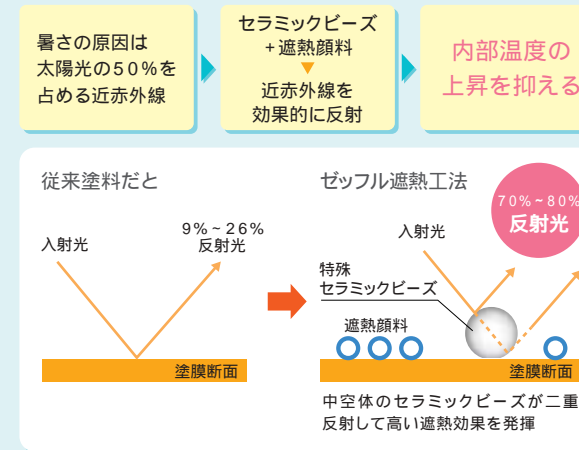 暑さの原因は
太陽光の50%を
占める近赤外線
セラミックビーズ
+遮熱顔料
近赤外線を
効果的に反射
内部温度の
上昇を抑える
従来塗料だと
入射光
9%~26%
反射光
塗膜断面
ゼッフル遮熱工法
70%~80%
反射光
入射光
特殊
セラミックビーズ
遮熱顔料
塗膜断面
中空体のセラミックビーズが二重
反射して高い遮熱効果を発揮